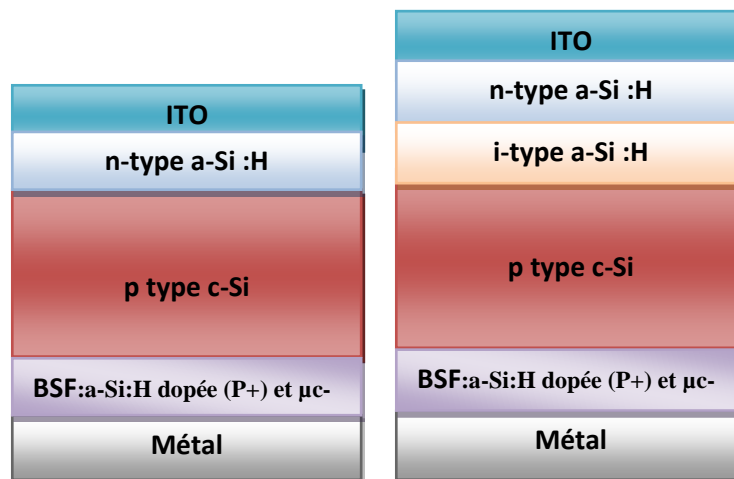 ITO
n-type a-Si :H
p type c-Si
BSF:a-Si:H dopée (P+) et µc-
Métal
ITO
n-type a-Si :H
i-type a-Si :H
p type c-Si
BSF:a-Si:H dopée (P+) et µc-
Métal